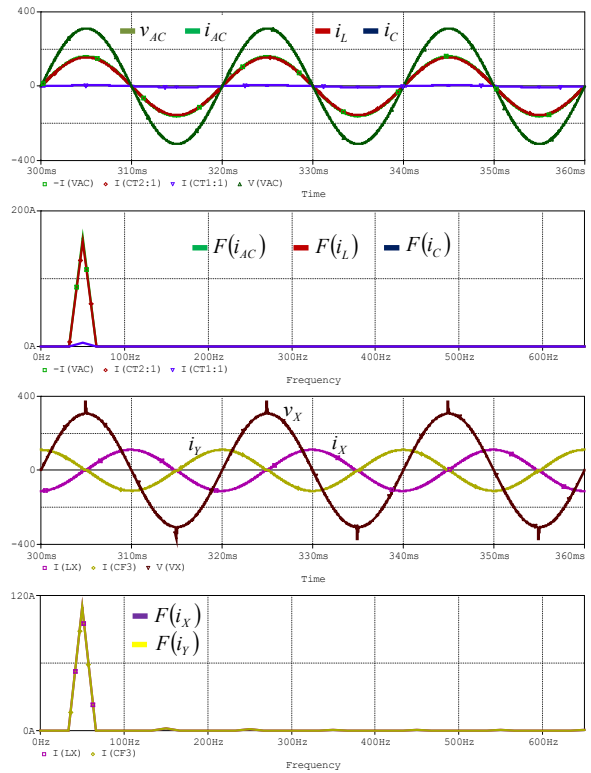 v_AC i_AC i_L i_C
400
0
-400
300ms 310ms 320ms 330ms 340ms 350ms 360ms
-I(VAC) I(CT2:1) I(CT1:1) V(VAC)
Time
200A
F(i_AC) F(i_L) F(i_C)
0A
0Hz 100Hz 200Hz 300Hz 400Hz 500Hz 600Hz
-I(VAC) I(CT2:1) I(CT1:1)
Frequency
400
v_X
i_Y i_X
0
-400
300ms 310ms 320ms 330ms 340ms 350ms 360ms
I(LX) I(CF3) V(VX)
Time
120A
F(i_X)
F(i_Y)
0A
0Hz 100Hz 200Hz 300Hz 400Hz 500Hz 600Hz
I(LX) I(CF3)
Frequency